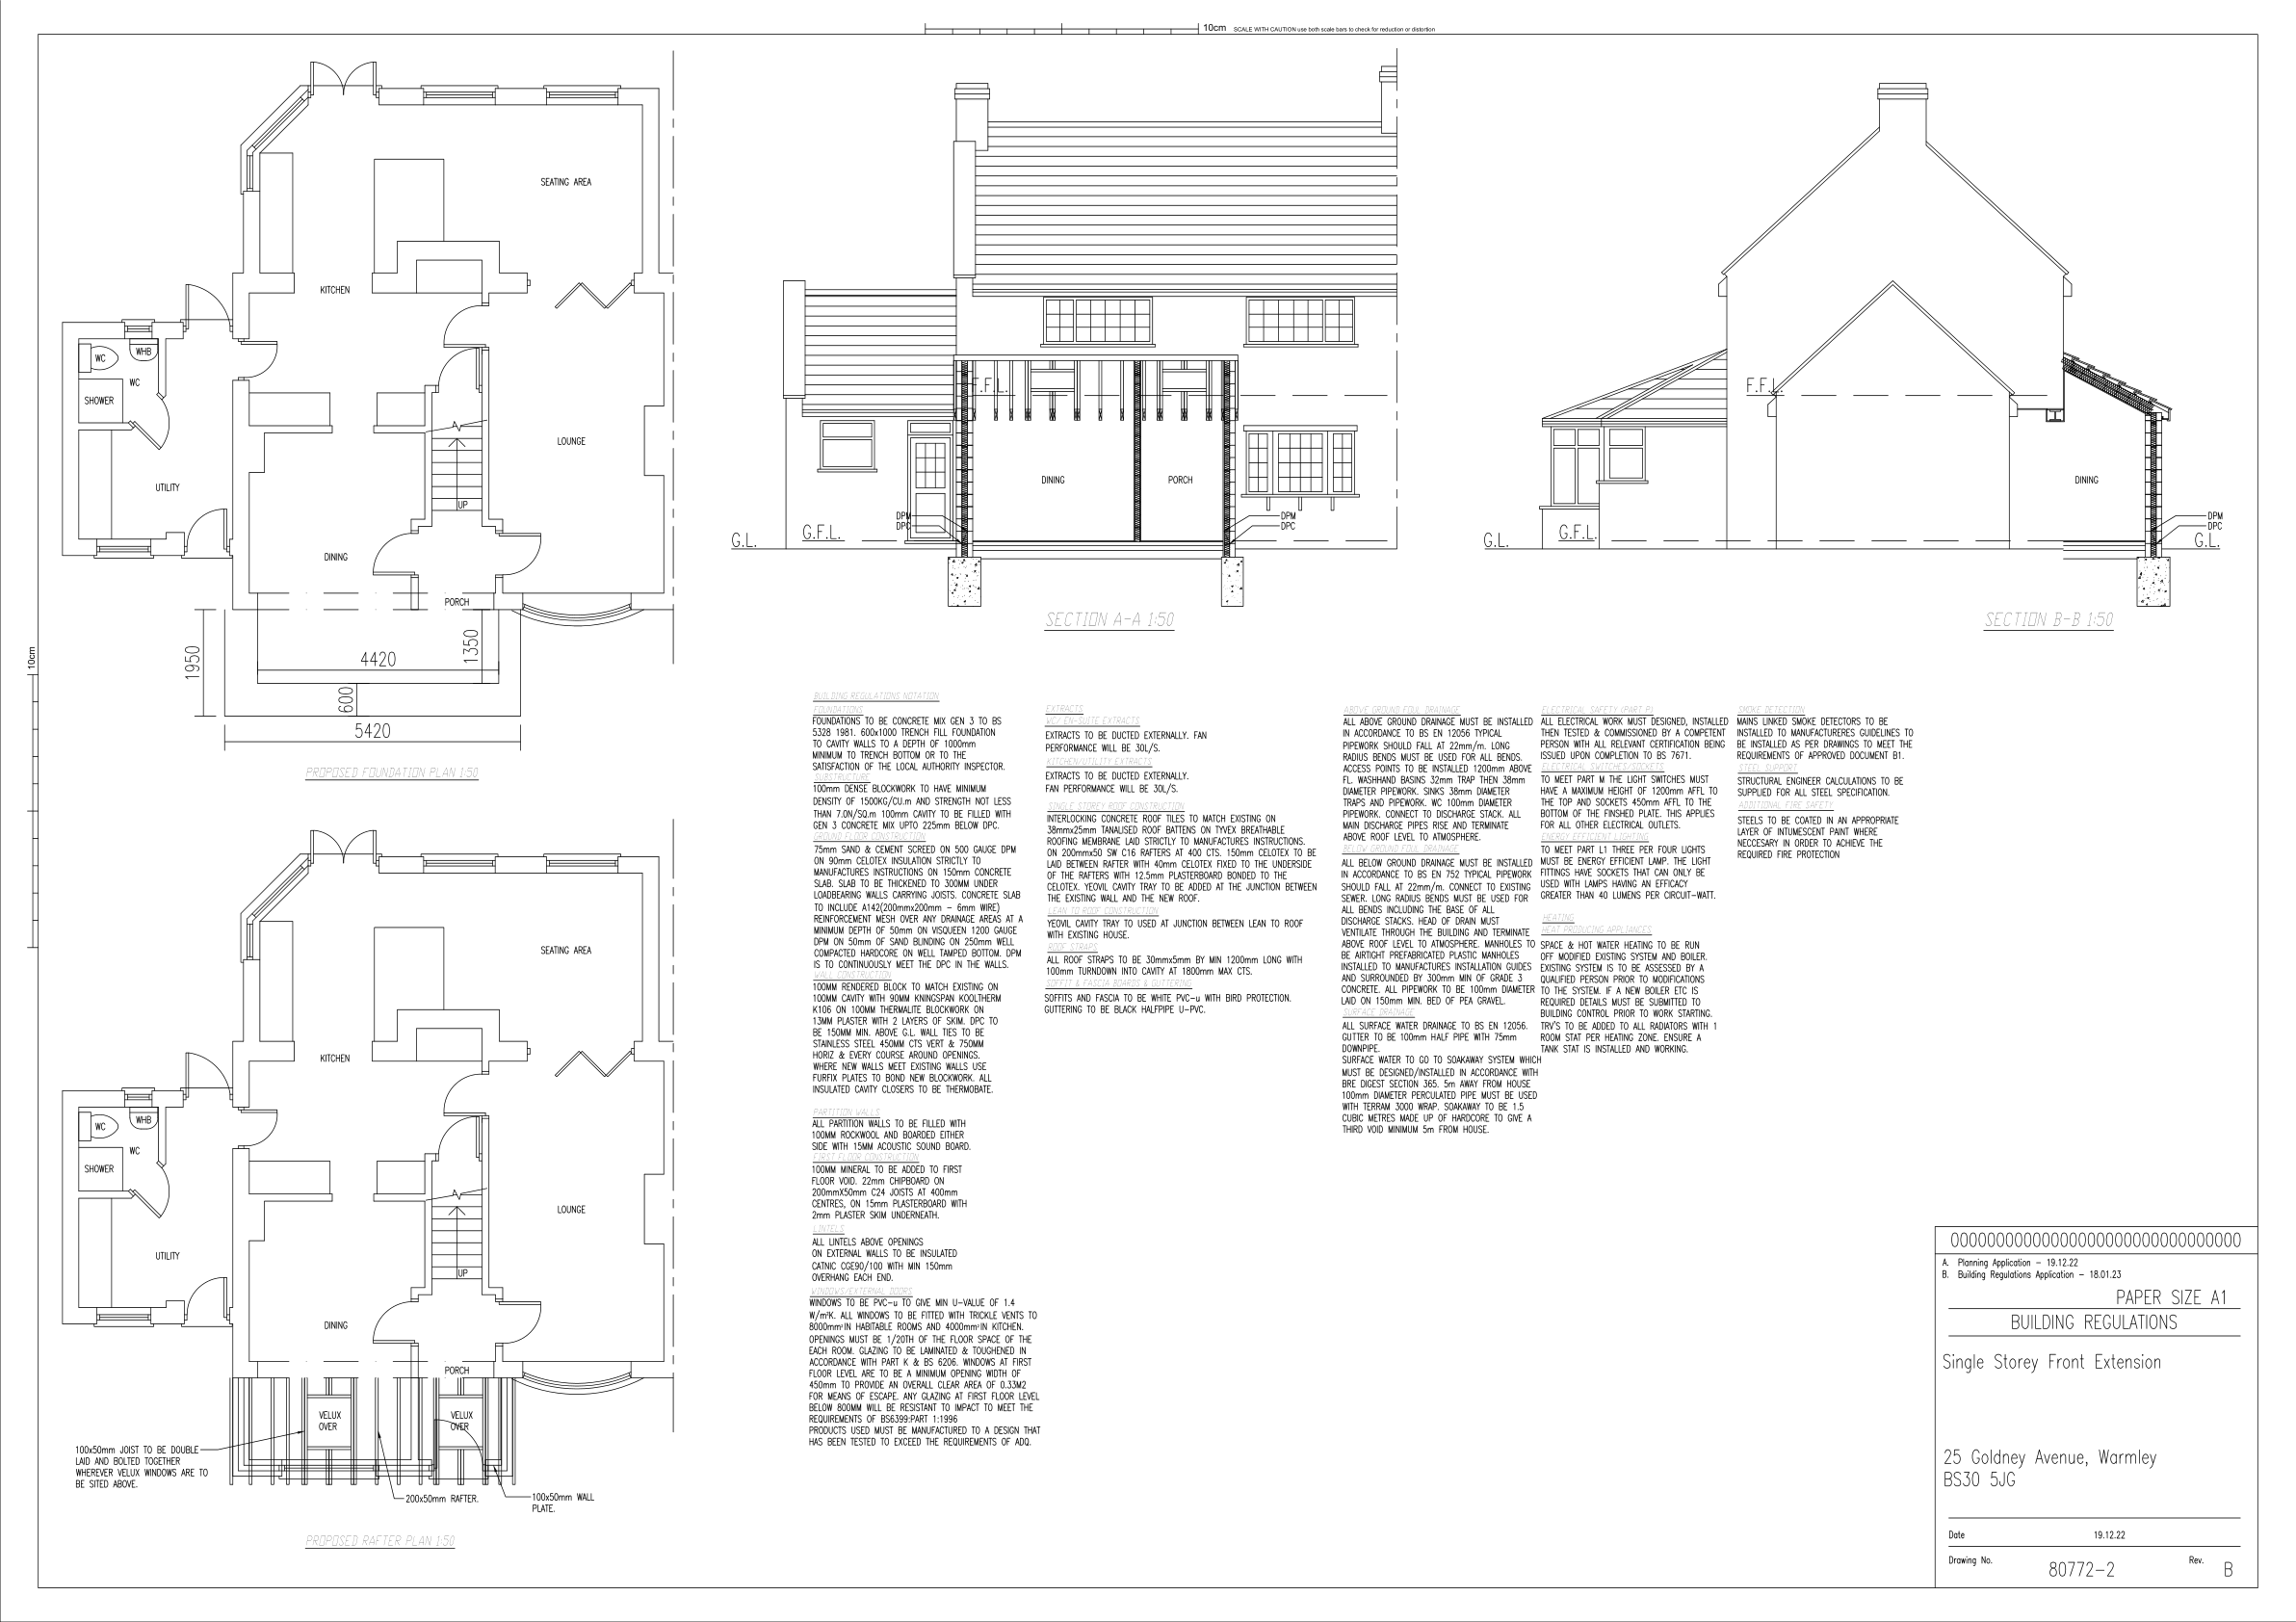 10cm SCALE WITH CAUTION use both scale bars to check for reduction or distortion
10cm
SEATING AREA
KITCHEN
WC
WHB
WC
SHOWER
UTILITY
LOUNGE
UP
DINING
PORCH
1950
4420
1350
600
5420
PROPOSED FOUNDATION PLAN 1:50
F.F.L.
DINING
PORCH
DPM
DPC
DPM
DPC
G.L.
G.F.L.
SECTION A-A 1:50
F.F.L.
DINING
DPM
DPC
G.L.
G.F.L.
G.L.
SECTION B-B 1:50
SEATING AREA
KITCHEN
WC
WHB
WC
SHOWER
UTILITY
LOUNGE
UP
DINING
PORCH
VELUX
OVER
VELUX
OVER
100x50mm JOIST TO BE DOUBLE
LAID AND BOLTED TOGETHER
WHEREVER VELUX WINDOWS ARE TO
BE SITED ABOVE.
200x50mm RAFTER.
100x50mm WALL
PLATE.
PROPOSED RAFTER PLAN 1:50
BUILDING REGULATIONS NOTATION
FOUNDATIONS
FOUNDATIONS TO BE CONCRETE MIX GEN 3 TO BS
5328 1981. 600x1000 TRENCH FILL FOUNDATION
TO CAVITY WALLS TO A DEPTH OF 1000mm
MINIMUM TO TRENCH BOTTOM OR TO THE
SATISFACTION OF THE LOCAL AUTHORITY INSPECTOR.
SUBSTRUCTURE
100mm DENSE BLOCKWORK TO HAVE MINIMUM
DENSITY OF 1500KG/CU.m AND STRENGTH NOT LESS
THAN 7.0N/SQ.m 100mm CAVITY TO BE FILLED WITH
GEN 3 CONCRETE MIX UPTO 225mm BELOW DPC.
GROUND FLOOR CONSTRUCTION
75mm SAND & CEMENT SCREED ON 500 GAUGE DPM
ON 90mm CELOTEX INSULATION STRICTLY TO
MANUFACTURES INSTRUCTIONS ON 150mm CONCRETE
SLAB. SLAB TO BE THICKENED TO 300MM UNDER
LOADBEARING WALLS CARRYING JOISTS. CONCRETE SLAB
TO INCLUDE A142(200mmx200mm - 6mm WIRE)
REINFORCEMENT MESH OVER ANY DRAINAGE AREAS AT A
MINIMUM DEPTH OF 50mm ON VISQUEEN 1200 GAUGE
DPM ON 50mm OF SAND BLINDING ON 250mm WELL
COMPACTED HARDCORE ON WELL TAMPED BOTTOM. DPM
IS TO CONTINUOUSLY MEET THE DPC IN THE WALLS.
WALL CONSTRUCTION
100MM RENDERED BLOCK TO MATCH EXISTING ON
100MM CAVITY WITH 90MM KNINGSPAN KOOLTHERM
K106 ON 100MM THERMALITE BLOCKWORK ON
13MM PLASTER WITH 2 LAYERS OF SKIM. DPC TO
BE 150MM MIN. ABOVE G.L. WALL TIES TO BE
STAINLESS STEEL 450MM CTS VERT & 750MM
HORIZ & EVERY COURSE AROUND OPENINGS.
WHERE NEW WALLS MEET EXISTING WALLS USE
FURFIX PLATES TO BOND NEW BLOCKWORK. ALL
INSULATED CAVITY CLOSERS TO BE THERMOBATE.
PARTITION WALLS
ALL PARTITION WALLS TO BE FILLED WITH
100MM ROCKWOOL AND BOARDED EITHER
SIDE WITH 15MM ACOUSTIC SOUND BOARD.
FIRST FLOOR CONSTRUCTION
100MM MINERAL TO BE ADDED TO FIRST
FLOOR VOID. 22mm CHIPBOARD ON
200mmX50mm C24 JOISTS AT 400mm
CENTRES, ON 15mm PLASTERBOARD WITH
2mm PLASTER SKIM UNDERNEATH.
LINTELS
ALL LINTELS ABOVE OPENINGS
ON EXTERNAL WALLS TO BE INSULATED
CATNIC CGE90/100 WITH MIN 150mm
OVERHANG EACH END.
WINDOWS/EXTERNAL DOORS
WINDOWS TO BE PVC-u TO GIVE MIN U-VALUE OF 1.4
W/m²K. ALL WINDOWS TO BE FITTED WITH TRICKLE VENTS TO
8000mm² IN HABITABLE ROOMS AND 4000mm² IN KITCHEN.
OPENINGS MUST BE 1/20TH OF THE FLOOR SPACE OF THE
EACH ROOM. GLAZING TO BE LAMINATED & TOUGHENED IN
ACCORDANCE WITH PART K & BS 6206. WINDOWS AT FIRST
FLOOR LEVEL ARE TO BE A MINIMUM OPENING WIDTH OF
450mm TO PROVIDE AN OVERALL CLEAR AREA OF 0.33M2
FOR MEANS OF ESCAPE. ANY GLAZING AT FIRST FLOOR LEVEL
BELOW 800MM WILL BE RESISTANT TO IMPACT TO MEET THE
REQUIREMENTS OF BS6399:PART 1:1996
PRODUCTS USED MUST BE MANUFACTURED TO A DESIGN THAT
HAS BEEN TESTED TO EXCEED THE REQUIREMENTS OF ADQ.
EXTRACTS
WC/ EN-SUITE EXTRACTS
EXTRACTS TO BE DUCTED EXTERNALLY. FAN
PERFORMANCE WILL BE 30L/S.
KITCHEN/UTILITY EXTRACTS
EXTRACTS TO BE DUCTED EXTERNALLY.
FAN PERFORMANCE WILL BE 30L/S.
SINGLE STOREY ROOF CONSTRUCTION
INTERLOCKING CONCRETE ROOF TILES TO MATCH EXISTING ON
38mmx25mm TANALISED ROOF BATTENS ON TYVEX BREATHABLE
ROOFING MEMBRANE LAID STRICTLY TO MANUFACTURES INSTRUCTIONS.
ON 200mmx50 SW C16 RAFTERS AT 400 CTS. 150mm CELOTEX TO BE
LAID BETWEEN RAFTER WITH 40mm CELOTEX FIXED TO THE UNDERSIDE
OF THE RAFTERS WITH 12.5mm PLASTERBOARD BONDED TO THE
CELOTEX. YEOVIL CAVITY TRAY TO BE ADDED AT THE JUNCTION BETWEEN
THE EXISTING WALL AND THE NEW ROOF.
LEAN TO ROOF CONSTRUCTION
YEOVIL CAVITY TRAY TO USED AT JUNCTION BETWEEN LEAN TO ROOF
WITH EXISTING HOUSE.
ROOF STRAPS
ALL ROOF STRAPS TO BE 30mmx5mm BY MIN 1200mm LONG WITH
100mm TURNDOWN INTO CAVITY AT 1800mm MAX CTS.
SOFFIT & FASCIA BOARDS & GUTTERING
SOFFITS AND FASCIA TO BE WHITE PVC-u WITH BIRD PROTECTION.
GUTTERING TO BE BLACK HALFPIPE U-PVC.
ABOVE GROUND FOUL DRAINAGE
ALL ABOVE GROUND DRAINAGE MUST BE INSTALLED
IN ACCORDANCE TO BS EN 12056 TYPICAL
PIPEWORK SHOULD FALL AT 22mm/m. LONG
RADIUS BENDS MUST BE USED FOR ALL BENDS.
ACCESS POINTS TO BE INSTALLED 1200mm ABOVE
FL. WASHHAND BASINS 32mm TRAP THEN 38mm
DIAMETER PIPEWORK. SINKS 38mm DIAMETER
TRAPS AND PIPEWORK. WC 100mm DIAMETER
PIPEWORK. CONNECT TO DISCHARGE STACK. ALL
MAIN DISCHARGE PIPES RISE AND TERMINATE
ABOVE ROOF LEVEL TO ATMOSPHERE.
BELOW GROUND FOUL DRAINAGE
ALL BELOW GROUND DRAINAGE MUST BE INSTALLED
IN ACCORDANCE TO BS EN 752 TYPICAL PIPEWORK
SHOULD FALL AT 22mm/m. CONNECT TO EXISTING
SEWER. LONG RADIUS BENDS MUST BE USED FOR
ALL BENDS INCLUDING THE BASE OF ALL
DISCHARGE STACKS. HEAD OF DRAIN MUST
VENTILATE THROUGH THE BUILDING AND TERMINATE
ABOVE ROOF LEVEL TO ATMOSPHERE. MANHOLES TO
BE AIRTIGHT PREFABRICATED PLASTIC MANHOLES
INSTALLED TO MANUFACTURES INSTALLATION GUIDES
AND SURROUNDED BY 300mm MIN OF GRADE 3
CONCRETE. ALL PIPEWORK TO BE 100mm DIAMETER
LAID ON 150mm MIN. BED OF PEA GRAVEL.
SURFACE DRAINAGE
ALL SURFACE WATER DRAINAGE TO BS EN 12056.
GUTTER TO BE 100mm HALF PIPE WITH 75mm
DOWNPIPE.
SURFACE WATER TO GO TO SOAKAWAY SYSTEM WHICH
MUST BE DESIGNED/INSTALLED IN ACCORDANCE WITH
BRE DIGEST SECTION 365. 5m AWAY FROM HOUSE
100mm DIAMETER PERCULATED PIPE MUST BE USED
WITH TERRAM 3000 WRAP. SOAKAWAY TO BE 1.5
CUBIC METRES MADE UP OF HARDCORE TO GIVE A
THIRD VOID MINIMUM 5m FROM HOUSE.
ELECTRICAL SAFETY (PART P)
ALL ELECTRICAL WORK MUST DESIGNED, INSTALLED
THEN TESTED & COMMISSIONED BY A COMPETENT
PERSON WITH ALL RELEVANT CERTIFICATION BEING
ISSUED UPON COMPLETION TO BS 7671.
ELECTRICAL SWITCHES/SOCKETS
TO MEET PART M THE LIGHT SWITCHES MUST
HAVE A MAXIMUM HEIGHT OF 1200mm AFFL TO
THE TOP AND SOCKETS 450mm AFFL TO THE
BOTTOM OF THE FINSHED PLATE. THIS APPLIES
FOR ALL OTHER ELECTRICAL OUTLETS.
ENERGY EFFICIENT LIGHTING
TO MEET PART L1 THREE PER FOUR LIGHTS
MUST BE ENERGY EFFICIENT LAMP. THE LIGHT
FITTINGS HAVE SOCKETS THAT CAN ONLY BE
USED WITH LAMPS HAVING AN EFFICACY
GREATER THAN 40 LUMENS PER CIRCUIT-WATT.
HEATING
HEAT PRODUCING APPLIANCES
SPACE & HOT WATER HEATING TO BE RUN
OFF MODIFIED EXISTING SYSTEM AND BOILER.
EXISTING SYSTEM IS TO BE ASSESSED BY A
QUALIFIED PERSON PRIOR TO MODIFICATIONS
TO THE SYSTEM. IF A NEW BOILER ETC IS
REQUIRED DETAILS MUST BE SUBMITTED TO
BUILDING CONTROL PRIOR TO WORK STARTING.
TRV'S TO BE ADDED TO ALL RADIATORS WITH 1
ROOM STAT PER HEATING ZONE. ENSURE A
TANK STAT IS INSTALLED AND WORKING.
SMOKE DETECTION
MAINS LINKED SMOKE DETECTORS TO BE
INSTALLED TO MANUFACTURERES GUIDELINES TO
BE INSTALLED AS PER DRAWINGS TO MEET THE
REQUIREMENTS OF APPROVED DOCUMENT B1.
STEEL SUPPORT
STRUCTURAL ENGINEER CALCULATIONS TO BE
SUPPLIED FOR ALL STEEL SPECIFICATION.
ADDITIONAL FIRE SAFETY
STEELS TO BE COATED IN AN APPROPRIATE
LAYER OF INTUMESCENT PAINT WHERE
NECCESARY IN ORDER TO ACHIEVE THE
REQUIRED FIRE PROTECTION
00000000000000000000000000000000
A. Planning Application - 19.12.22
B. Building Regulations Application - 18.01.23
PAPER SIZE A1
BUILDING REGULATIONS
Single Storey Front Extension
25 Goldney Avenue, Warmley
BS30 5JG
Date 19.12.22
Drawing No. 80772-2 Rev. B